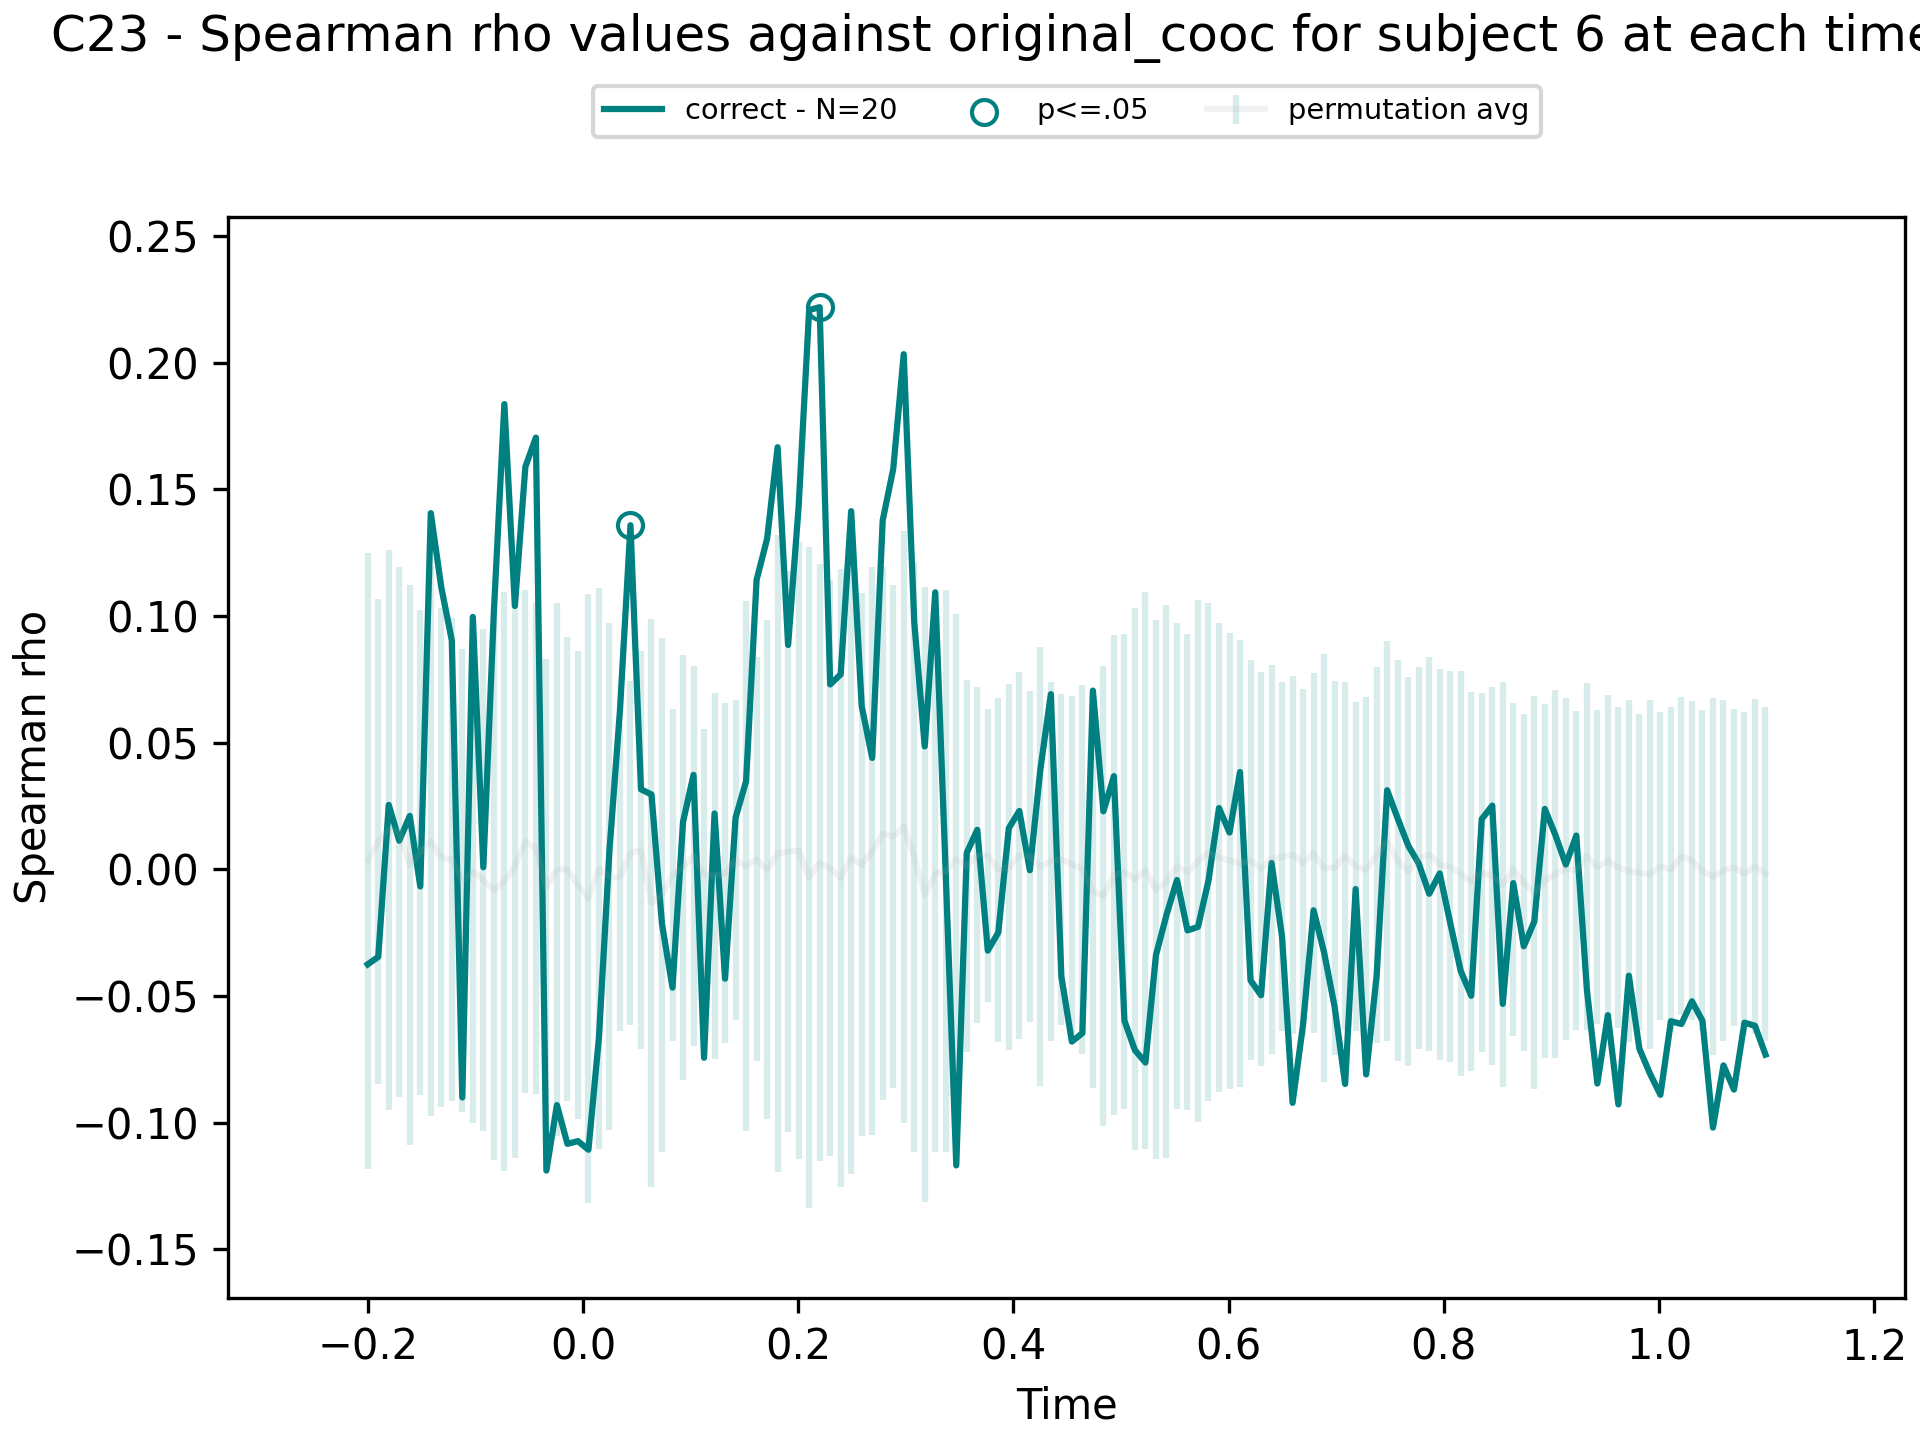 C23 - Spearman rho values against original_cooc for subject 6 at each time
correct - N=20 p<=.05 permutation avg
0.25
0.20
0.15
0.10
0.05
0.00
−0.05
−0.10
−0.15
Spearman rho
−0.2 0.0 0.2 0.4 0.6 0.8 1.0 1.2
Time